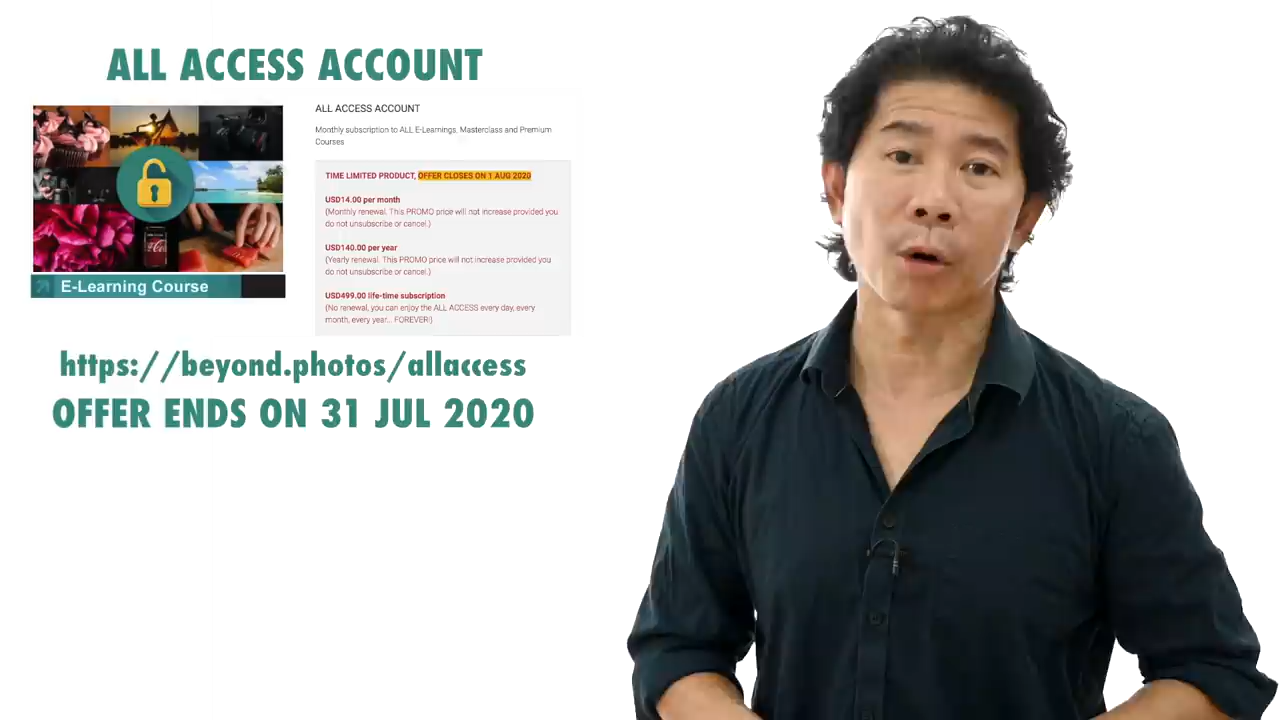 ALL ACCESS ACCOUNT
E-Learning Course
ALL ACCESS ACCOUNT
Monthly subscription to ALL E-Learnings, Masterclass and Premium
Courses
TIME LIMITED PRODUCT, OFFER CLOSES ON 1 AUG 2020
USD14.00 per month
(Monthly renewal. This PROMO price will not increase provided you
do not unsubscribe or cancel.)
USD140.00 per year
(Yearly renewal. This PROMO price will not increase provided you
do not unsubscribe or cancel.)
USD499.00 life-time subscription
(No renewal, you can enjoy the ALL ACCESS every day, every
month, every year... FOREVER!)
https://beyond.photos/allaccess
OFFER ENDS ON 31 JUL 2020